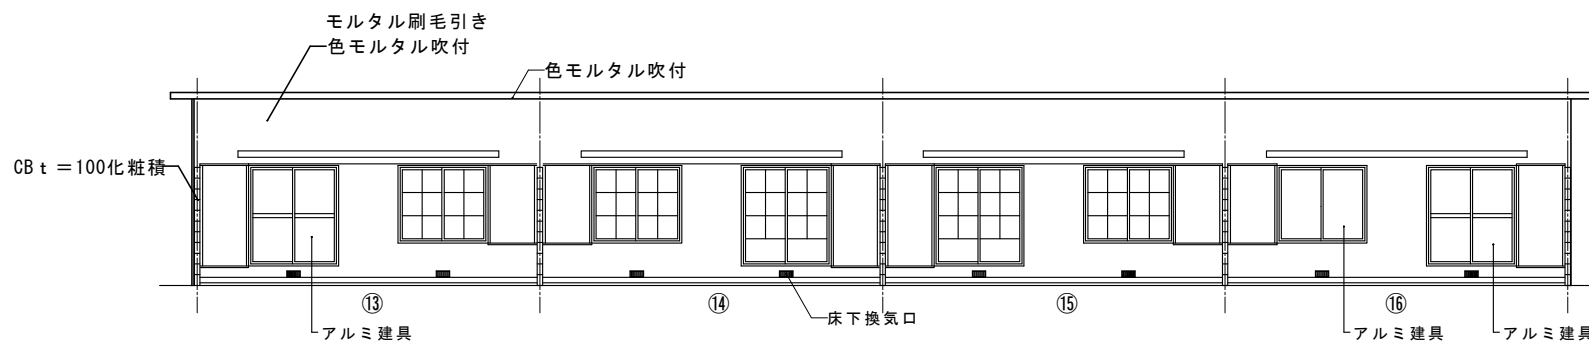 モルタル刷毛引き
色モルタル吹付
色モルタル吹付
CBｔ＝100化粧積
⑬
⑭
⑮
⑯
アルミ建具
床下換気口
アルミ建具
アルミ建具